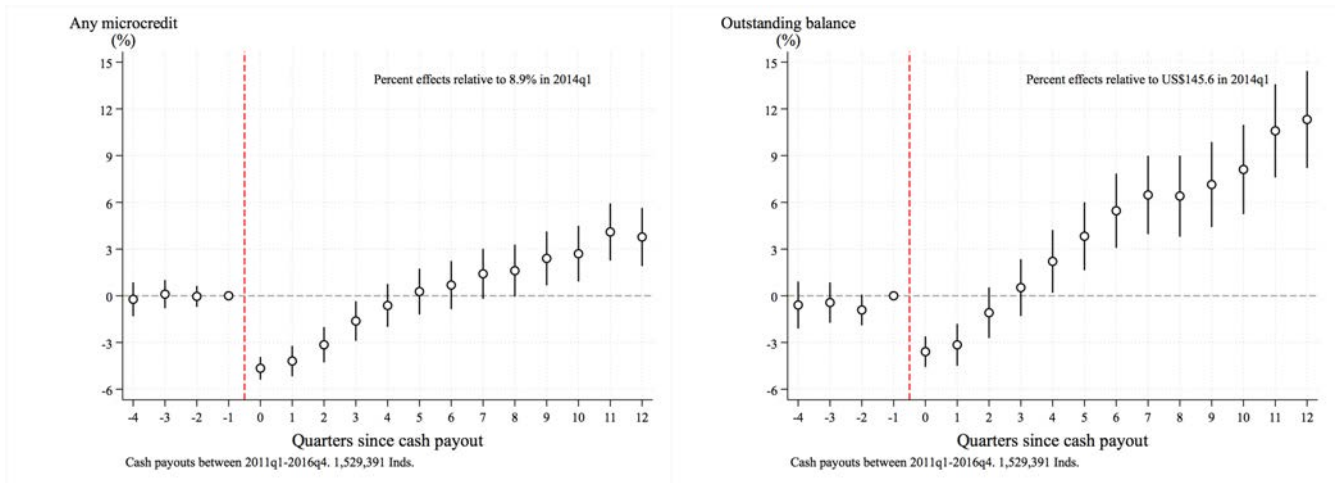 Any microcredit
(%)
Percent effects relative to 8.9% in 2014q1
15
12
9
6
3
0
-3
-6
-4 -3 -2 -1 0 1 2 3 4 5 6 7 8 9 10 11 12
Quarters since cash payout
Cash payouts between 2011q1-2016q4. 1,529,391 Inds.
Outstanding balance
(%)
Percent effects relative to US$145.6 in 2014q1
15
12
9
6
3
0
-3
-6
-4 -3 -2 -1 0 1 2 3 4 5 6 7 8 9 10 11 12
Quarters since cash payout
Cash payouts between 2011q1-2016q4. 1,529,391 Inds.